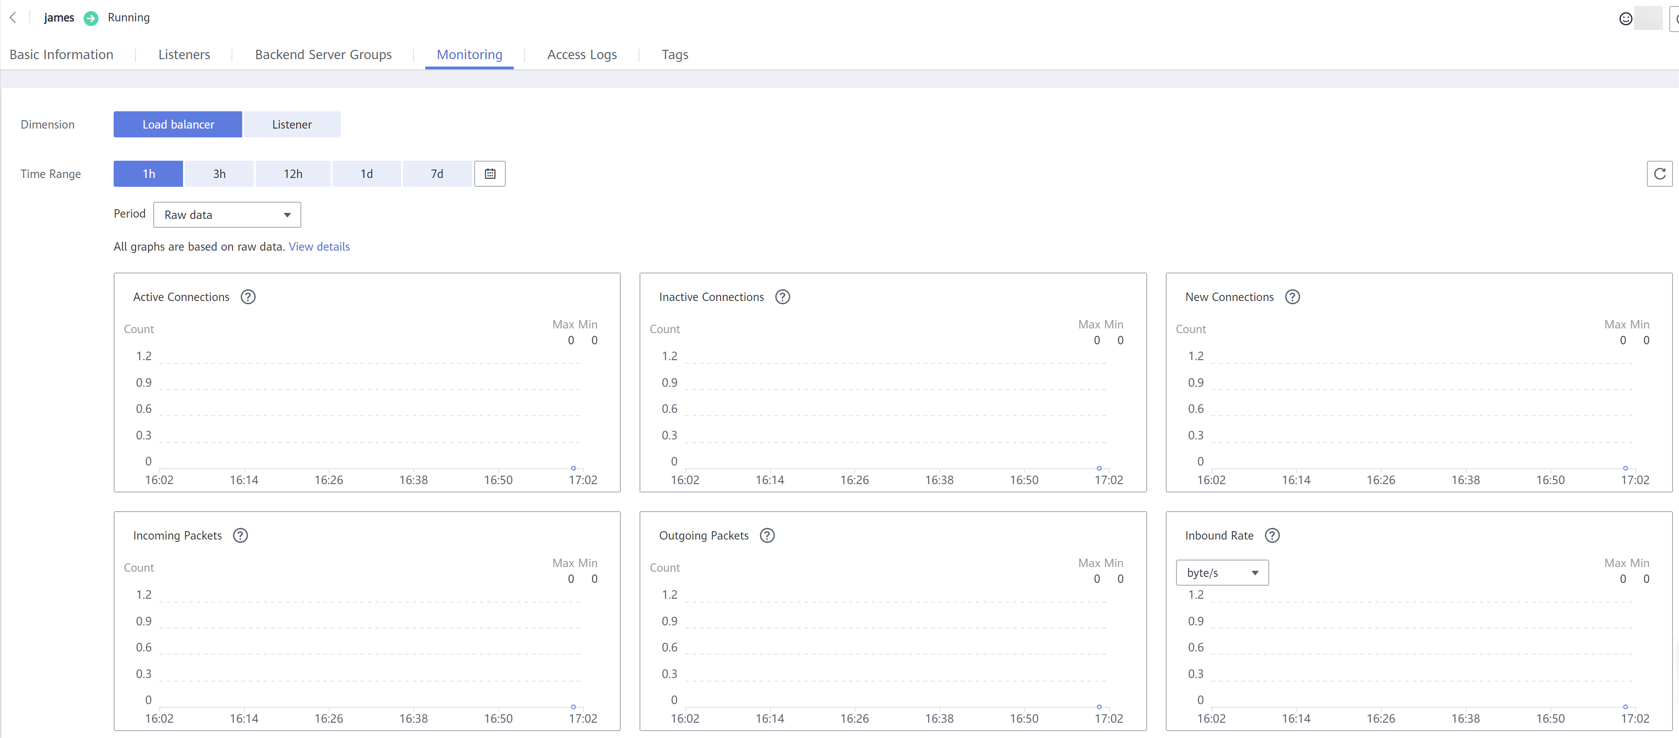 james Running
Basic Information Listeners Backend Server Groups Monitoring Access Logs Tags
Dimension Load balancer Listener
Time Range 1h 3h 12h 1d 7d
Period Raw data
All graphs are based on raw data. View details
Active Connections ?
Count Max Min
0 0
1.2
0.9
0.6
0.3
0
16:02 16:14 16:26 16:38 16:50 17:02
Inactive Connections ?
Count Max Min
0 0
1.2
0.9
0.6
0.3
0
16:02 16:14 16:26 16:38 16:50 17:02
New Connections ?
Count Max Min
0 0
1.2
0.9
0.6
0.3
0
16:02 16:14 16:26 16:38 16:50 17:02
Incoming Packets ?
Count Max Min
0 0
1.2
0.9
0.6
0.3
0
16:02 16:14 16:26 16:38 16:50 17:02
Outgoing Packets ?
Count Max Min
0 0
1.2
0.9
0.6
0.3
0
16:02 16:14 16:26 16:38 16:50 17:02
Inbound Rate ?
Max Min
byte/s 0 0
1.2
0.9
0.6
0.3
0
16:02 16:14 16:26 16:38 16:50 17:02